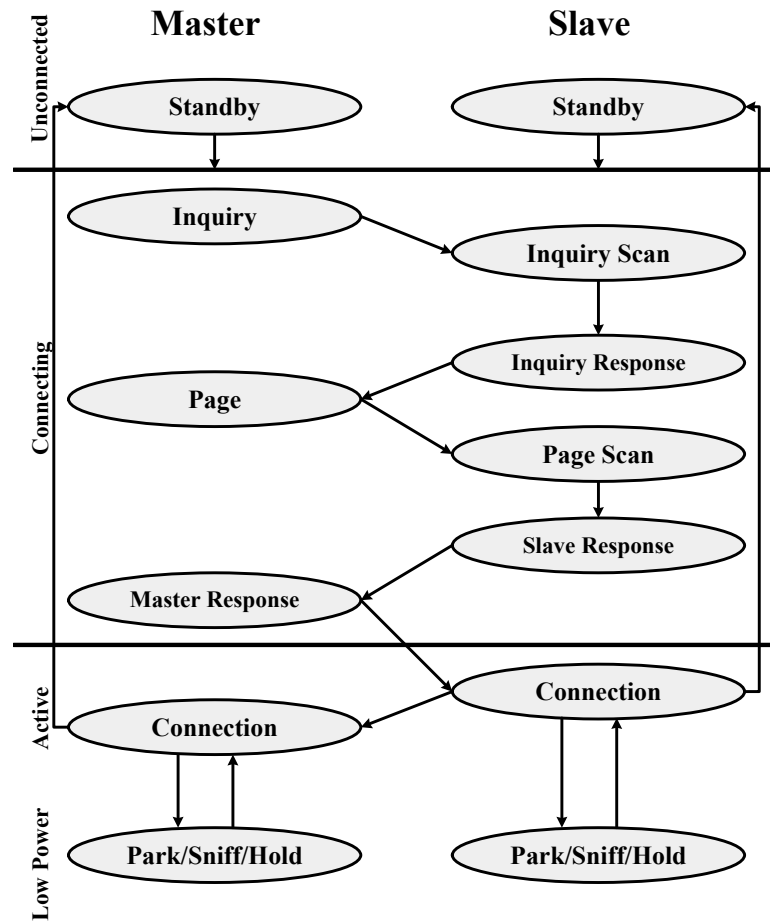 Master
Slave
Unconnected
Standby
Standby
Connecting
Inquiry
Inquiry Scan
Inquiry Response
Page
Page Scan
Slave Response
Master Response
Active
Connection
Connection
Low Power
Park/Sniff/Hold
Park/Sniff/Hold